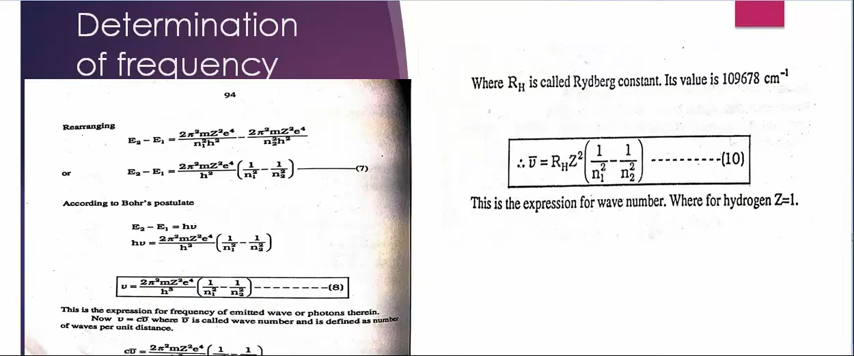 Determination
of frequency
94
Rearranging
E₂ − E₁ = 2π²mZ²e⁴/n₁²h² − 2π²mZ²e⁴/n₂²h²
or E₂ − E₁ = 2π²mZ²e⁴/h² (1/n₁² − 1/n₂²) ----------(7)
According to Bohr's postulate
E₂ − E₁ = hυ
hυ = 2π²mZ²e⁴/h² (1/n₁² − 1/n₂²)
υ = 2π²mZ²e⁴/h³ (1/n₁² − 1/n₂²) ---------(8)
This is the expression for frequency of emitted wave or photons therein.
Now υ = cῡ where ῡ is called wave number and is defined as number
of waves per unit distance.
cῡ = 2π²mZ²e⁴ (1 1)
Where R_H is called Rydberg constant. Its value is 109678 cm⁻¹
∴ ῡ = R_HZ² (1/n₁² − 1/n₂²) ----------(10)
This is the expression for wave number. Where for hydrogen Z=1.